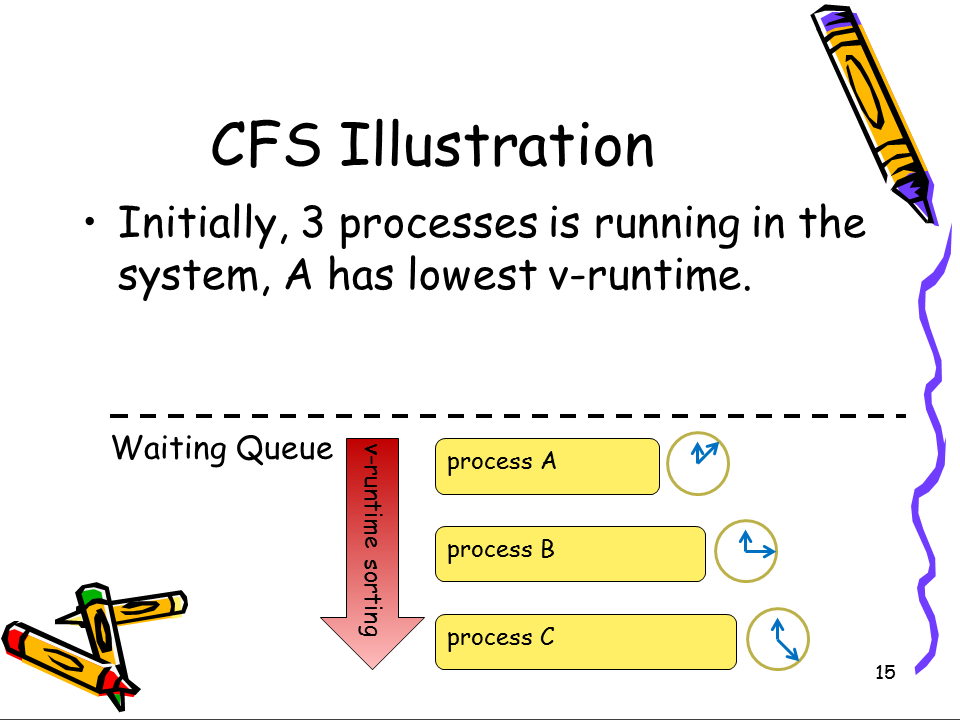 CFS Illustration
• Initially, 3 processes is running in the
system, A has lowest v-runtime.
Waiting Queue
v-runtime sorting
process A
process B
process C
15